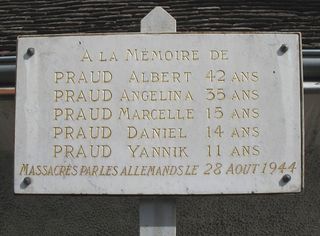 A LA MÉMOIRE DE
PRAUD ALBERT 42 ANS
PRAUD ANGELINA 35 ANS
PRAUD MARCELLE 15 ANS
PRAUD DANIEL 14 ANS
PRAUD YANNIK 11 ANS
MASSACRÉS PAR LES ALLEMANDS LE 28 AOUT 1944